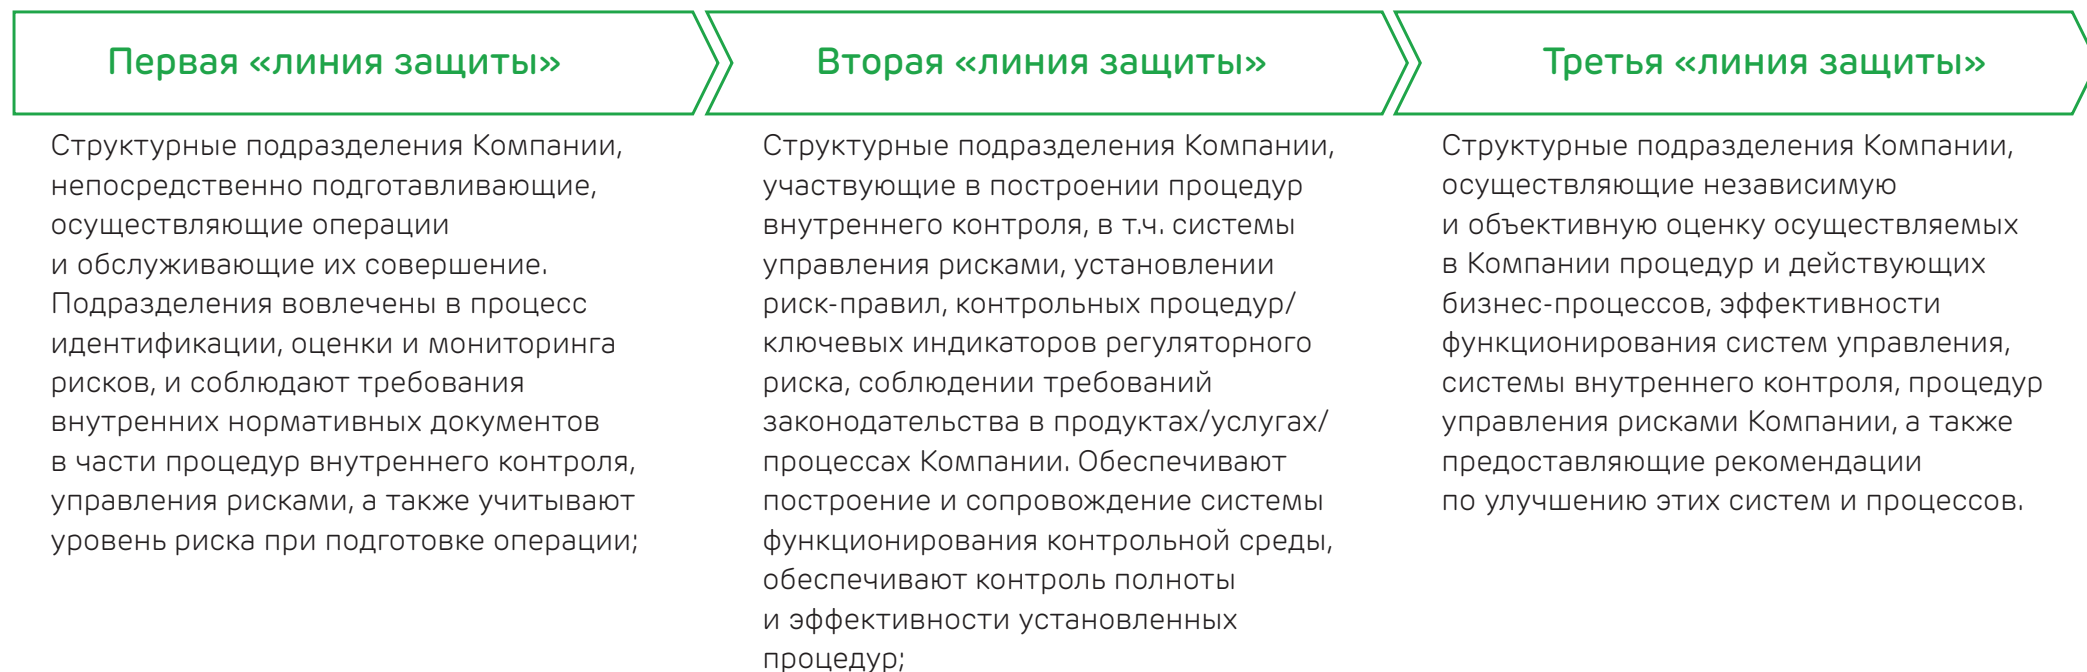 Первая «линия защиты»
Структурные подразделения Компании,
непосредственно подготавливающие,
осуществляющие операции
и обслуживающие их совершение.
Подразделения вовлечены в процесс
идентификации, оценки и мониторинга
рисков, и соблюдают требования
внутренних нормативных документов
в части процедур внутреннего контроля,
управления рисками, а также учитывают
уровень риска при подготовке операции;
Вторая «линия защиты»
Структурные подразделения Компании,
участвующие в построении процедур
внутреннего контроля, в т.ч. системы
управления рисками, установлении
риск-правил, контрольных процедур/
ключевых индикаторов регуляторного
риска, соблюдении требований
законодательства в продуктах/услугах/
процессах Компании. Обеспечивают
построение и сопровождение системы
функционирования контрольной среды,
обеспечивают контроль полноты
и эффективности установленных
процедур;
Третья «линия защиты»
Структурные подразделения Компании,
осуществляющие независимую
и объективную оценку осуществляемых
в Компании процедур и действующих
бизнес-процессов, эффективности
функционирования систем управления,
системы внутреннего контроля, процедур
управления рисками Компании, а также
предоставляющие рекомендации
по улучшению этих систем и процессов.